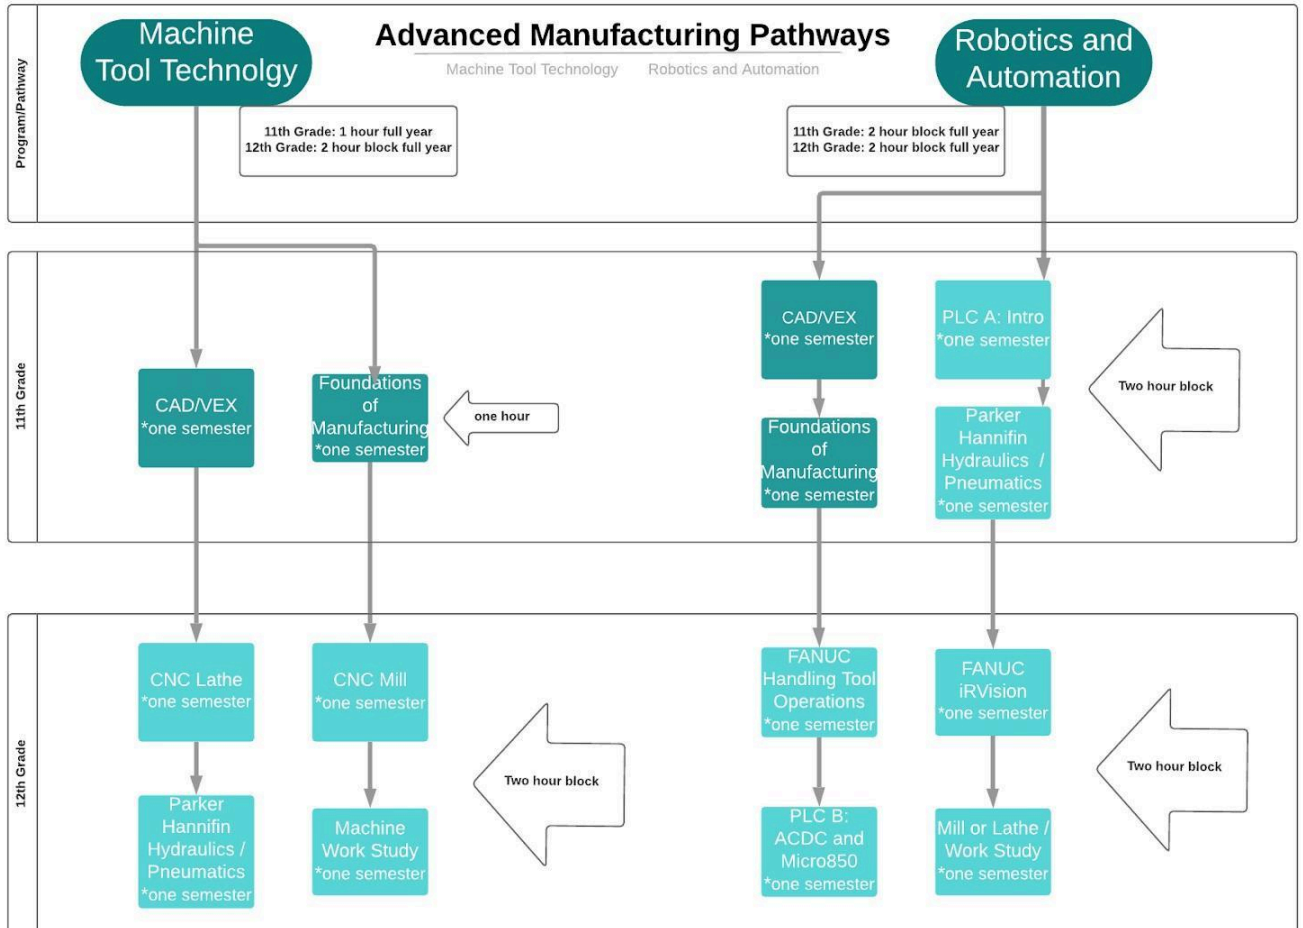 Machine
Tool Technolgy
Advanced Manufacturing Pathways
Machine Tool Technology
Robotics and Automation
Robotics and
Automation
Program/Pathway
11th Grade: 1 hour full year
12th Grade: 2 hour block full year
11th Grade: 2 hour block full year
12th Grade: 2 hour block full year
11th Grade
CAD/VEX
*one semester
Foundations
of
Manufacturing
*one semester
one hour
CAD/VEX
*one semester
PLC A: Intro
*one semester
Foundations
of
Manufacturing
*one semester
Parker
Hannifin
Hydraulics /
Pneumatics
*one semester
Two hour block
12th Grade
CNC Lathe
*one semester
CNC Mill
*one semester
Parker
Hannifin
Hydraulics /
Pneumatics
*one semester
Machine
Work Study
*one semester
Two hour block
FANUC
Handling Tool
Operations
*one semester
FANUC
iRVision
*one semester
PLC B:
ACDC and
Micro850
*one semester
Mill or Lathe /
Work Study
*one semester
Two hour block